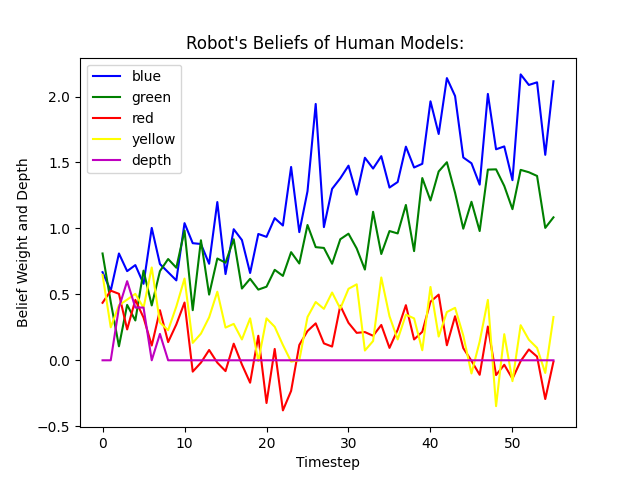 Robot's Beliefs of Human Models:
blue
green
red
yellow
depth
Belief Weight and Depth
2.0
1.5
1.0
0.5
0.0
−0.5
0 10 20 30 40 50
Timestep